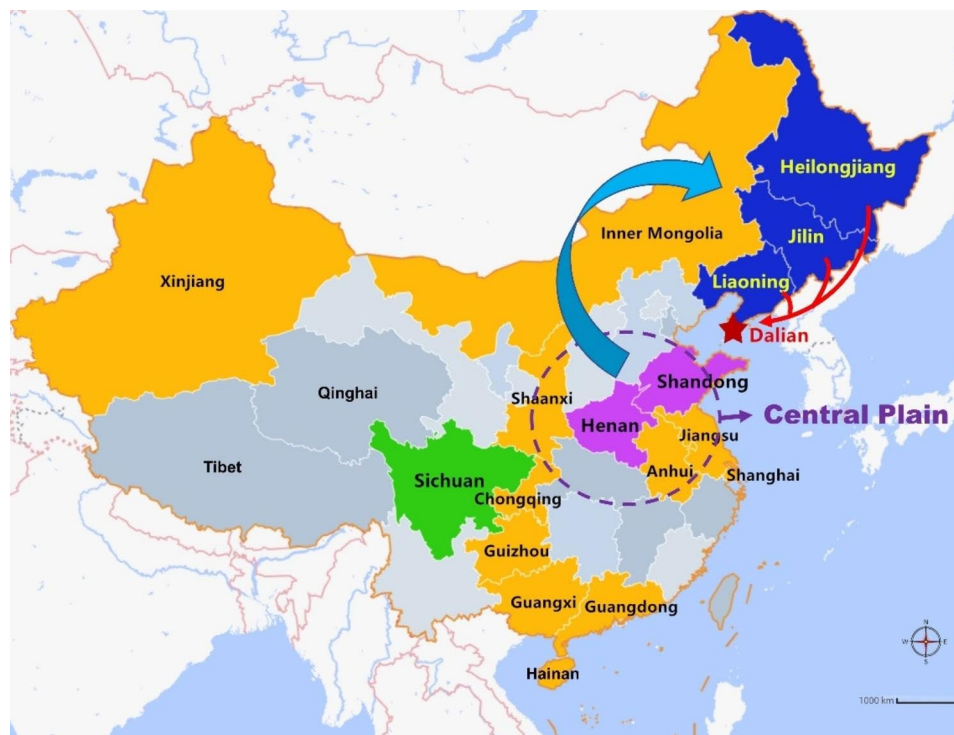 Heilongjiang
Jilin
Inner Mongolia
Liaoning
Xinjiang
Dalian
Qinghai
Shaanxi
Shandong
Henan
Central Plain
Jiangsu
Tibet
Sichuan
Anhui
Shanghai
Chongqing
Guizhou
Guangxi
Guangdong
Hainan
N
W E
S
1000 km